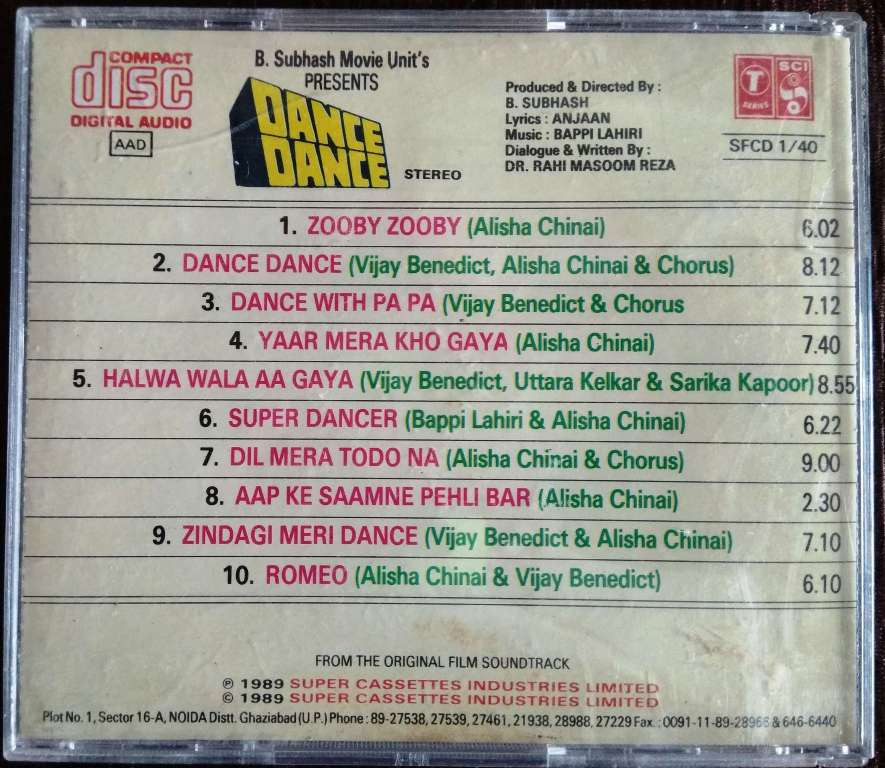 COMPACT
disc
DIGITAL AUDIO
AAD
B. Subhash Movie Unit's
PRESENTS
DANCE
DANCE
STEREO
Produced & Directed By :
B. SUBHASH
Lyrics : ANJAAN
Music : BAPPI LAHIRI
Dialogue & Written By :
DR. RAHI MASOOM REZA
T
SERIES
SCI
SFCD 1/40
1. ZOOBY ZOOBY (Alisha Chinai) 6.02
2. DANCE DANCE (Vijay Benedict, Alisha Chinai & Chorus) 8.12
3. DANCE WITH PA PA (Vijay Benedict & Chorus 7.12
4. YAAR MERA KHO GAYA (Alisha Chinai) 7.40
5. HALWA WALA AA GAYA (Vijay Benedict, Uttara Kelkar & Sarika Kapoor) 8.55
6. SUPER DANCER (Bappi Lahiri & Alisha Chinai) 6.22
7. DIL MERA TODO NA (Alisha Chinai & Chorus) 9.00
8. AAP KE SAAMNE PEHLI BAR (Alisha Chinai) 2.30
9. ZINDAGI MERI DANCE (Vijay Benedict & Alisha Chinai) 7.10
10. ROMEO (Alisha Chinai & Vijay Benedict) 6.10
FROM THE ORIGINAL FILM SOUNDTRACK
℗ 1989 SUPER CASSETTES INDUSTRIES LIMITED
© 1989 SUPER CASSETTES INDUSTRIES LIMITED
Plot No. 1, Sector 16-A, NOIDA Distt. Ghaziabad (U.P.) Phone : 89-27538, 27539, 27461, 21938, 28988, 27229 Fax. : 0091-11-89-28966 & 646-6440